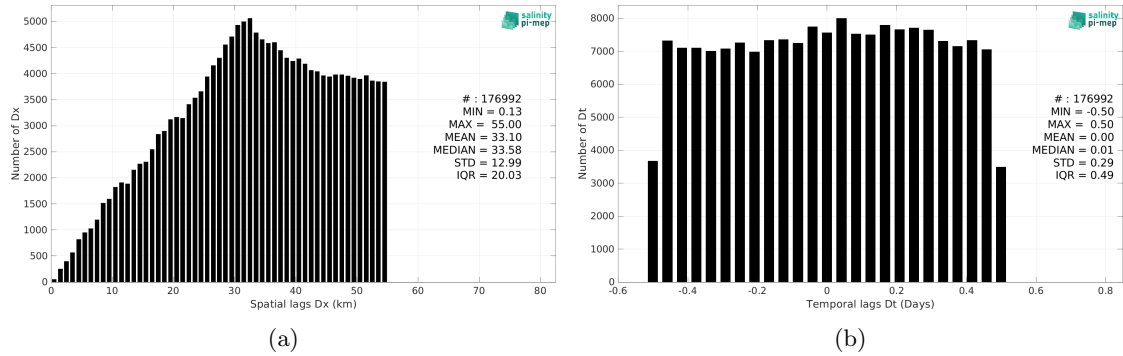 salinity
pi-mep
5000
4500
4000
3500
3000
2500
2000
1500
1000
500
0
Number of Dx
# : 176992
MIN = 0.13
MAX = 55.00
MEAN = 33.10
MEDIAN = 33.58
STD = 12.99
IQR = 20.03
0 10 20 30 40 50 60 70 80
Spatial lags Dx (km)
(a)
salinity
pi-mep
8000
7000
6000
5000
4000
3000
2000
1000
0
Number of Dt
# : 176992
MIN = -0.50
MAX = 0.50
MEAN = 0.00
MEDIAN = 0.01
STD = 0.29
IQR = 0.49
-0.6 -0.4 -0.2 0 0.2 0.4 0.6 0.8
Temporal lags Dt (Days)
(b)